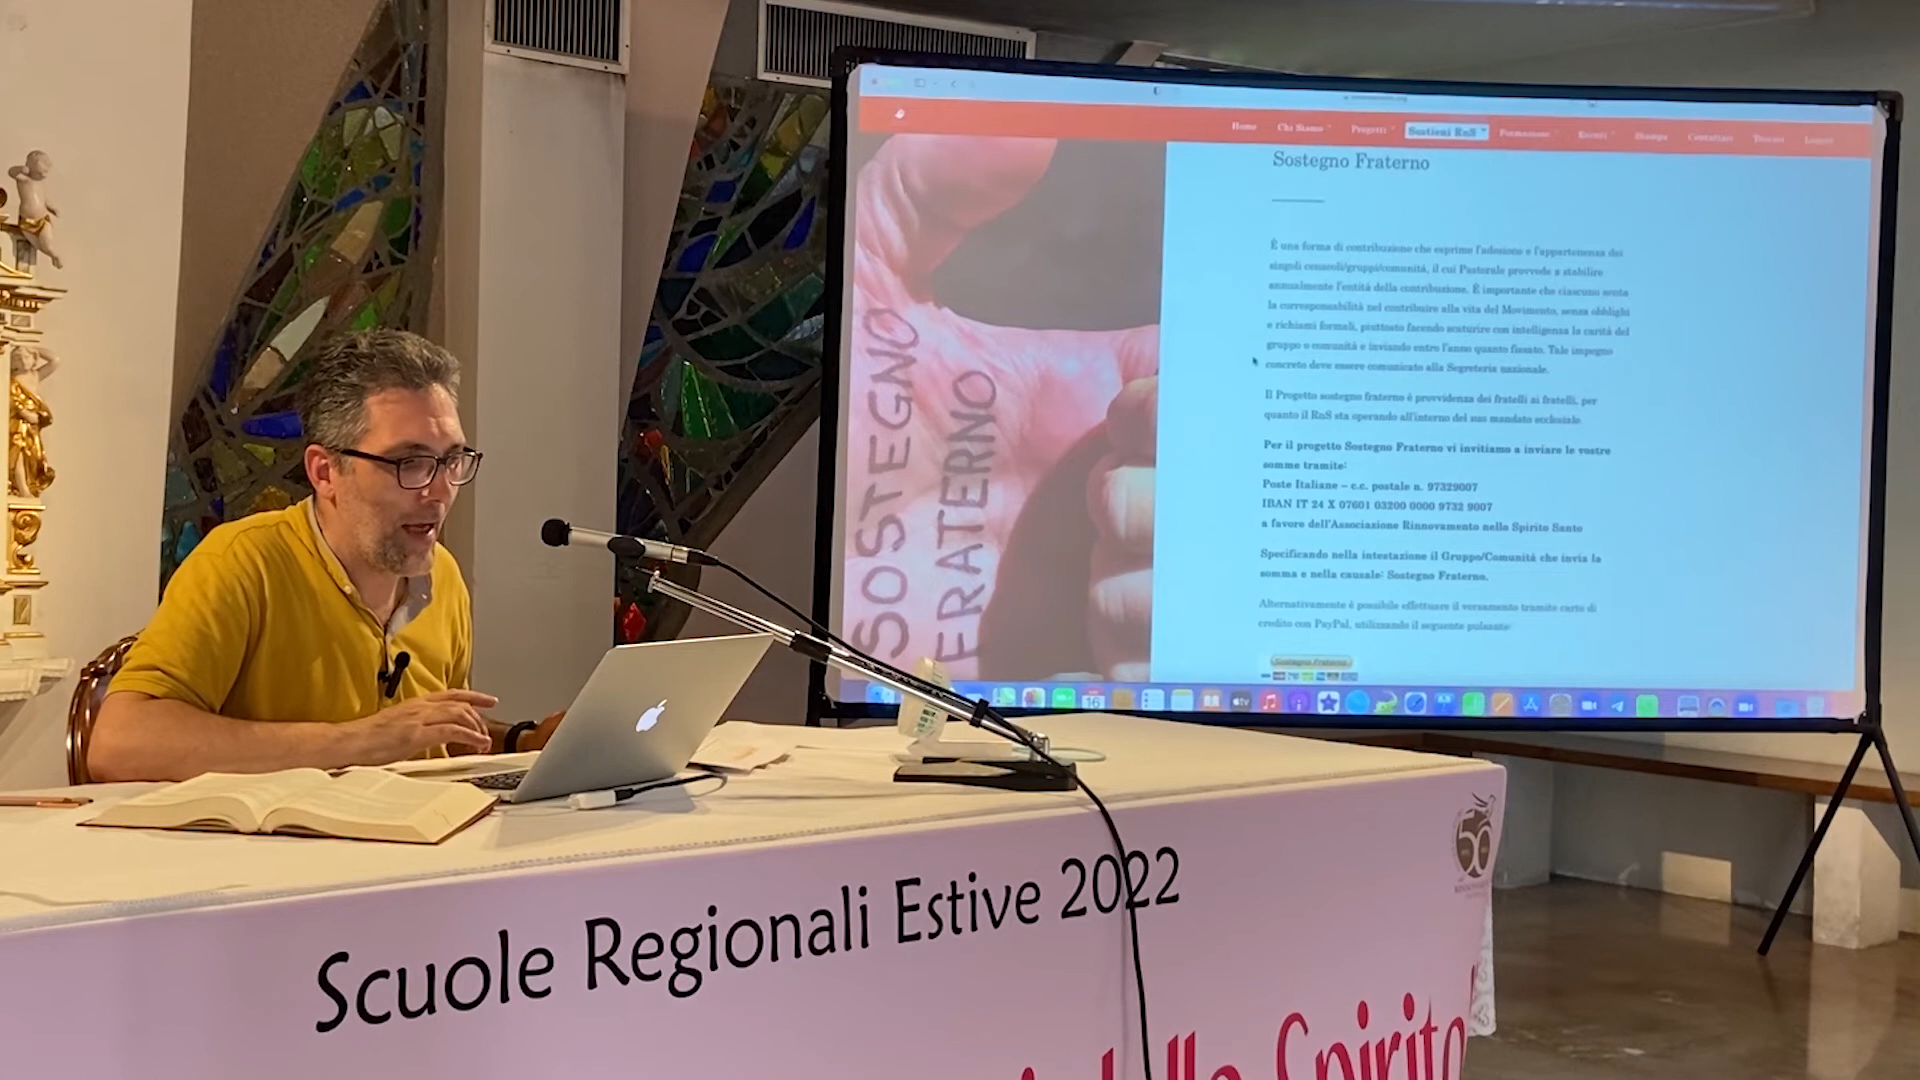 Home Chi Siamo Progetti Sostieni RnS Formazione Eventi Stampa Contattaci
Sostegno Fraterno
È una forma di contribuzione che esprime l'adesione e l'appartenenza dei
singoli cenacoli/gruppi/comunità, il cui Pastorale provvede a stabilire
annualmente l'entità della contribuzione. È importante che ciascuno senta
la corresponsabilità nel contribuire alla vita del Movimento, senza obblighi
e richiami formali, piuttosto facendo scaturire con intelligenza la carità del
gruppo o comunità e inviando entro l'anno quanto fissato. Tale impegno
concreto deve essere comunicato alla Segreteria nazionale.
Il Progetto sostegno fraterno è provvidenza dei fratelli ai fratelli, per
quanto il RnS sta operando all'interno del suo mandato ecclesiale.
Per il progetto Sostegno Fraterno vi invitiamo a inviare le vostre
somme tramite:
Poste Italiane – c.c. postale n. 97329007
IBAN IT 24 X 07601 03200 0000 9732 9007
a favore dell'Associazione Rinnovamento nello Spirito Santo
Specificando nella intestazione il Gruppo/Comunità che invia la
somma e nella causale: Sostegno Fraterno.
Alternativamente è possibile effettuare il versamento tramite carta di
credito con PayPal, utilizzando il seguente pulsante:
Sostegno Fraterno
SOSTEGNO
FRATERNO
16
tv
50
Scuole Regionali Estive 2022
dello Spirito